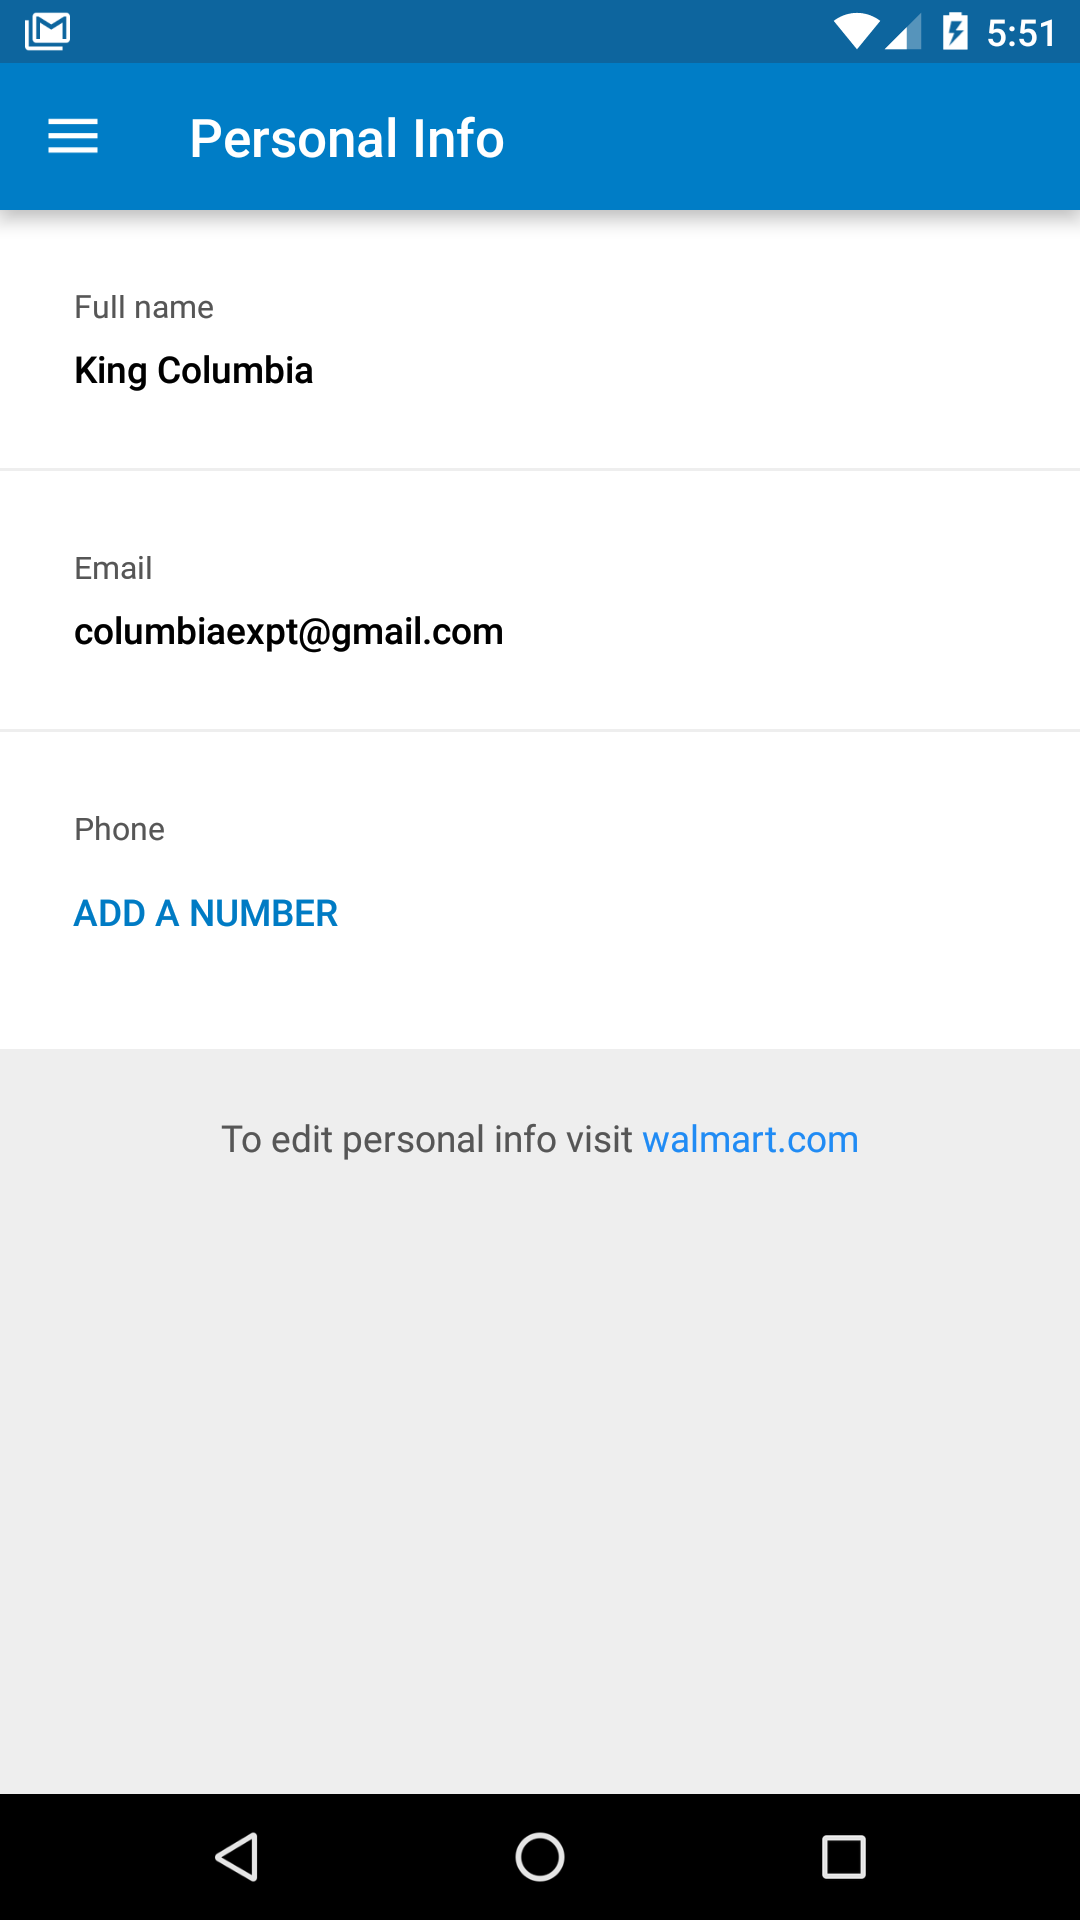 5:51
Personal Info
Full name
King Columbia
Email
columbiaexpt@gmail.com
Phone
ADD A NUMBER
To edit personal info visit walmart.com